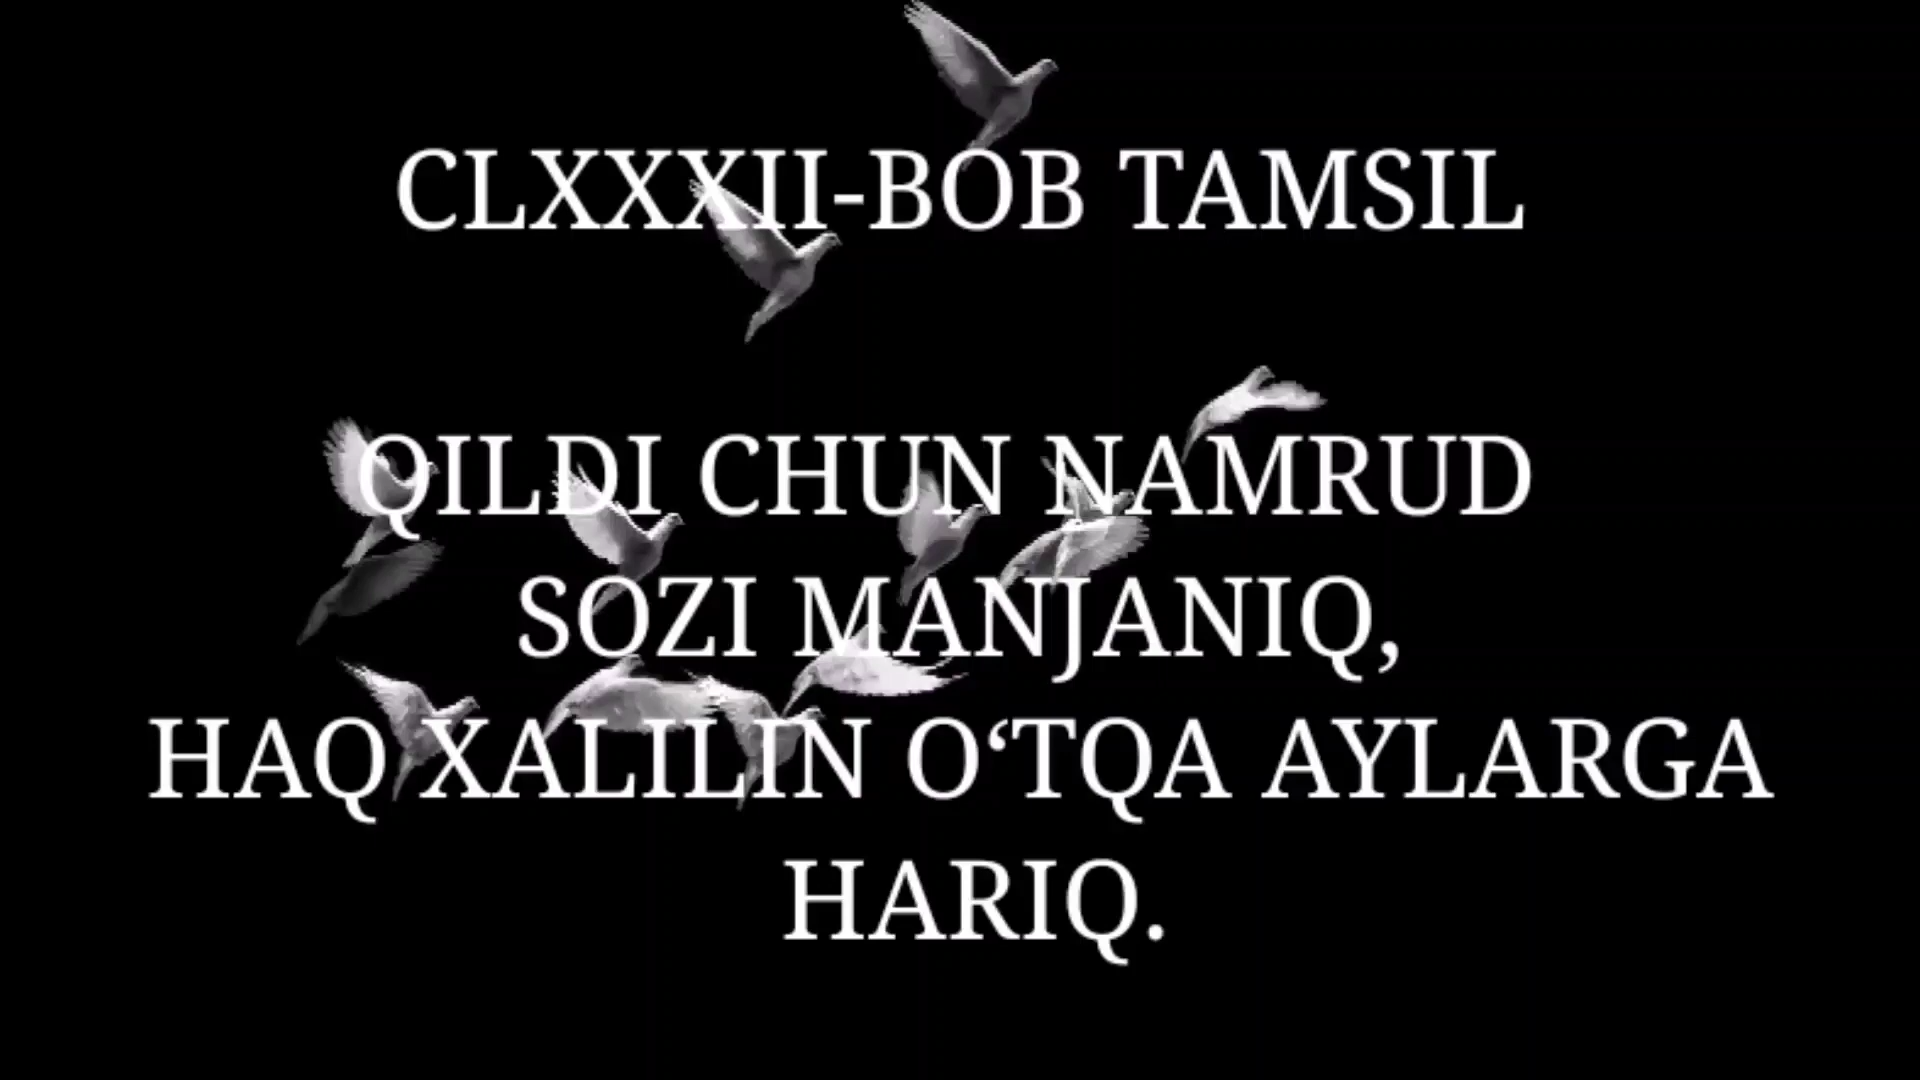 CLXXXII-BOB TAMSIL
QILDI CHUN NAMRUD
SOZI MANJANIQ,
HAQ XALILIN O‘TQA AYLARGA
HARIQ.